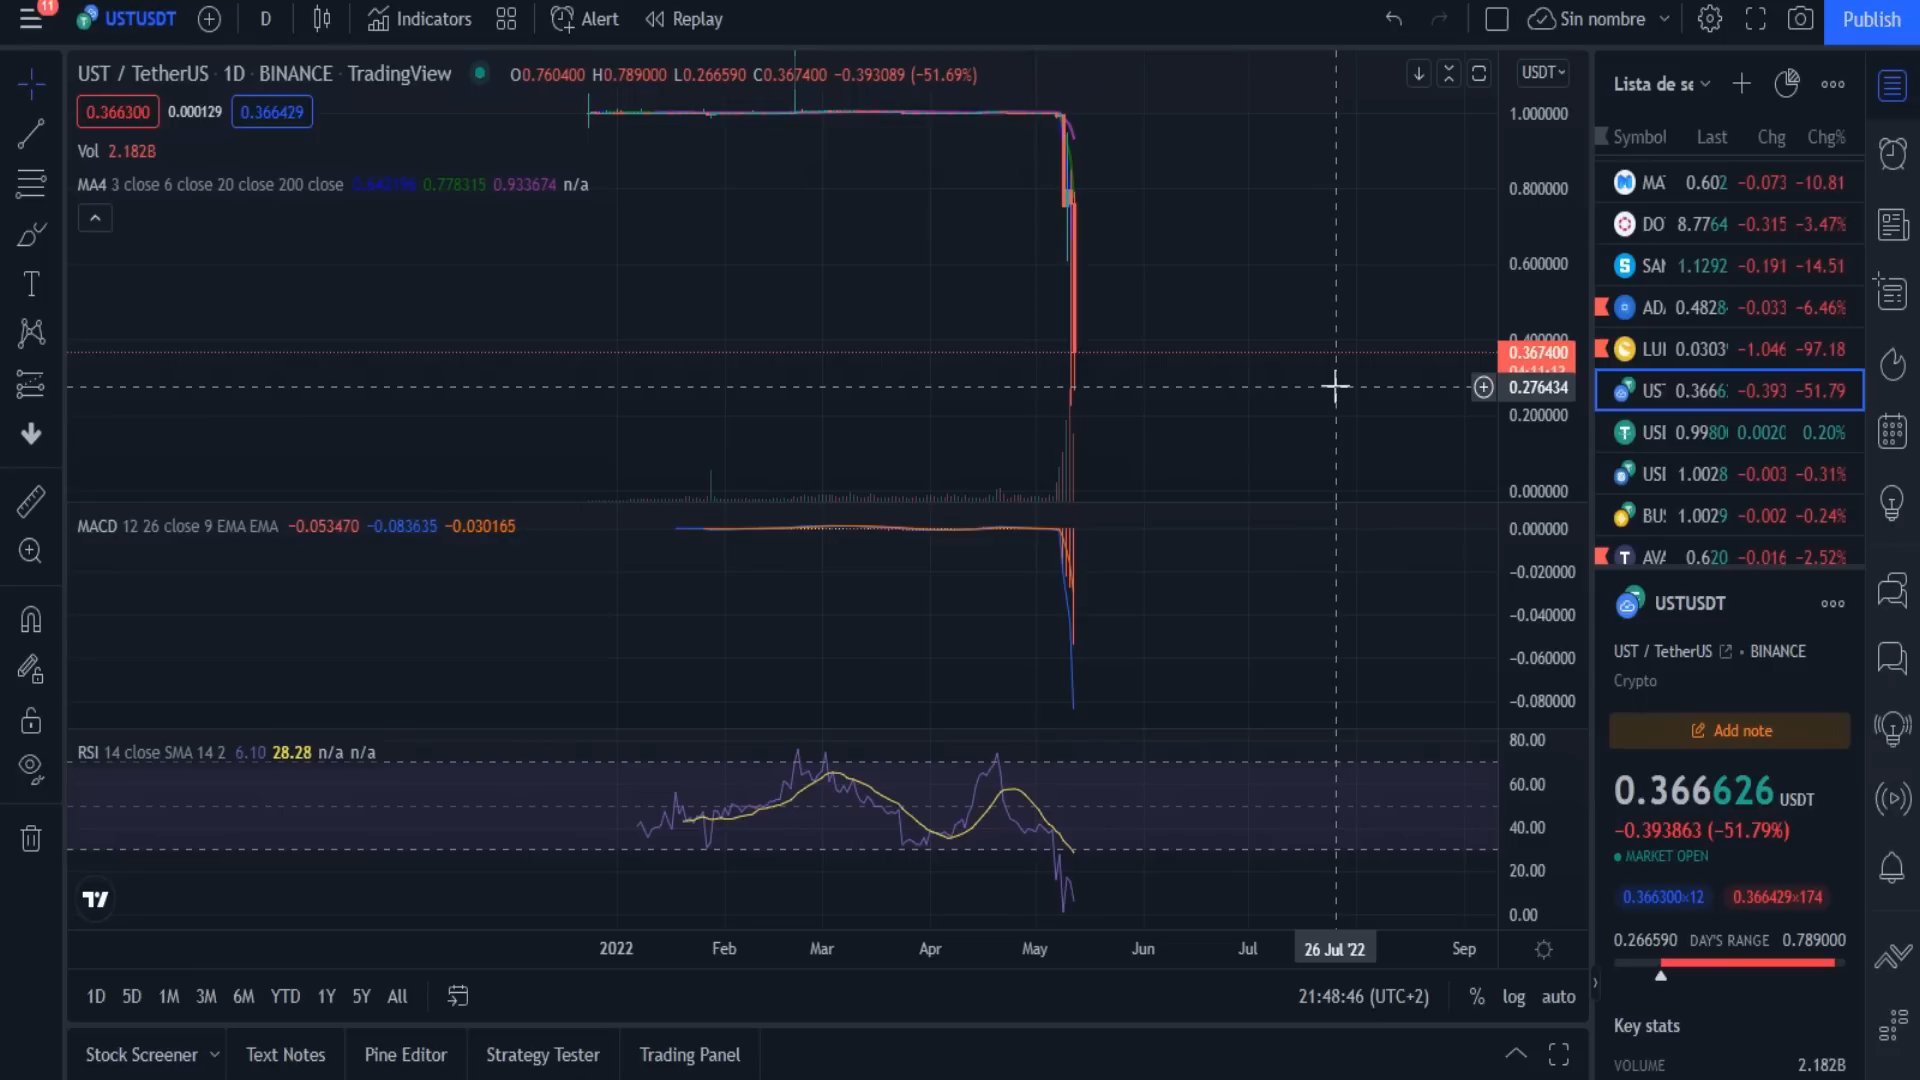 11
USTUSDT
D
Indicators
Alert
Replay
Sin nombre
Publish
UST / TetherUS · 1D · BINANCE · TradingView
O0.760400 H0.789000 L0.266590 C0.367400 −0.393089 (−51.69%)
USDT
0.366300 0.000129 0.366429
Vol 2.182B
MA4 3 close 6 close 20 close 200 close 0.778315 0.933674 n/a
1.000000
0.800000
0.600000
0.400000
0.367400
04:11:13
0.276434
0.200000
0.000000
MACD 12 26 close 9 EMA EMA −0.053470 −0.083635 −0.030165
0.000000
−0.020000
−0.040000
−0.060000
−0.080000
RSI 14 close SMA 14 2 6.10 28.28 n/a n/a
80.00
60.00
40.00
20.00
0.00
2022 Feb Mar Apr May Jun Jul 26 Jul '22 Sep
1D 5D 1M 3M 6M YTD 1Y 5Y All
21:48:46 (UTC+2) % log auto
Stock Screener Text Notes Pine Editor Strategy Tester Trading Panel
Lista de se
Symbol Last Chg Chg%
MA 0.602 −0.073 −10.81
DO 8.7764 −0.315 −3.47%
SAN 1.1292 −0.191 −14.51
AD 0.4828 −0.033 −6.46%
LU 0.0303 −1.046 −97.18
US 0.3666 −0.393 −51.79
US 0.9980 0.0020 0.20%
US 1.0028 −0.003 −0.31%
BU 1.0029 −0.002 −0.24%
AVA 0.620 −0.016 −2.52%
USTUSDT
UST / TetherUS • BINANCE
Crypto
Add note
0.366626 USDT
−0.393863 (−51.79%)
MARKET OPEN
0.366300×12 0.366429×174
0.266590 DAY'S RANGE 0.789000
Key stats
VOLUME 2.182B